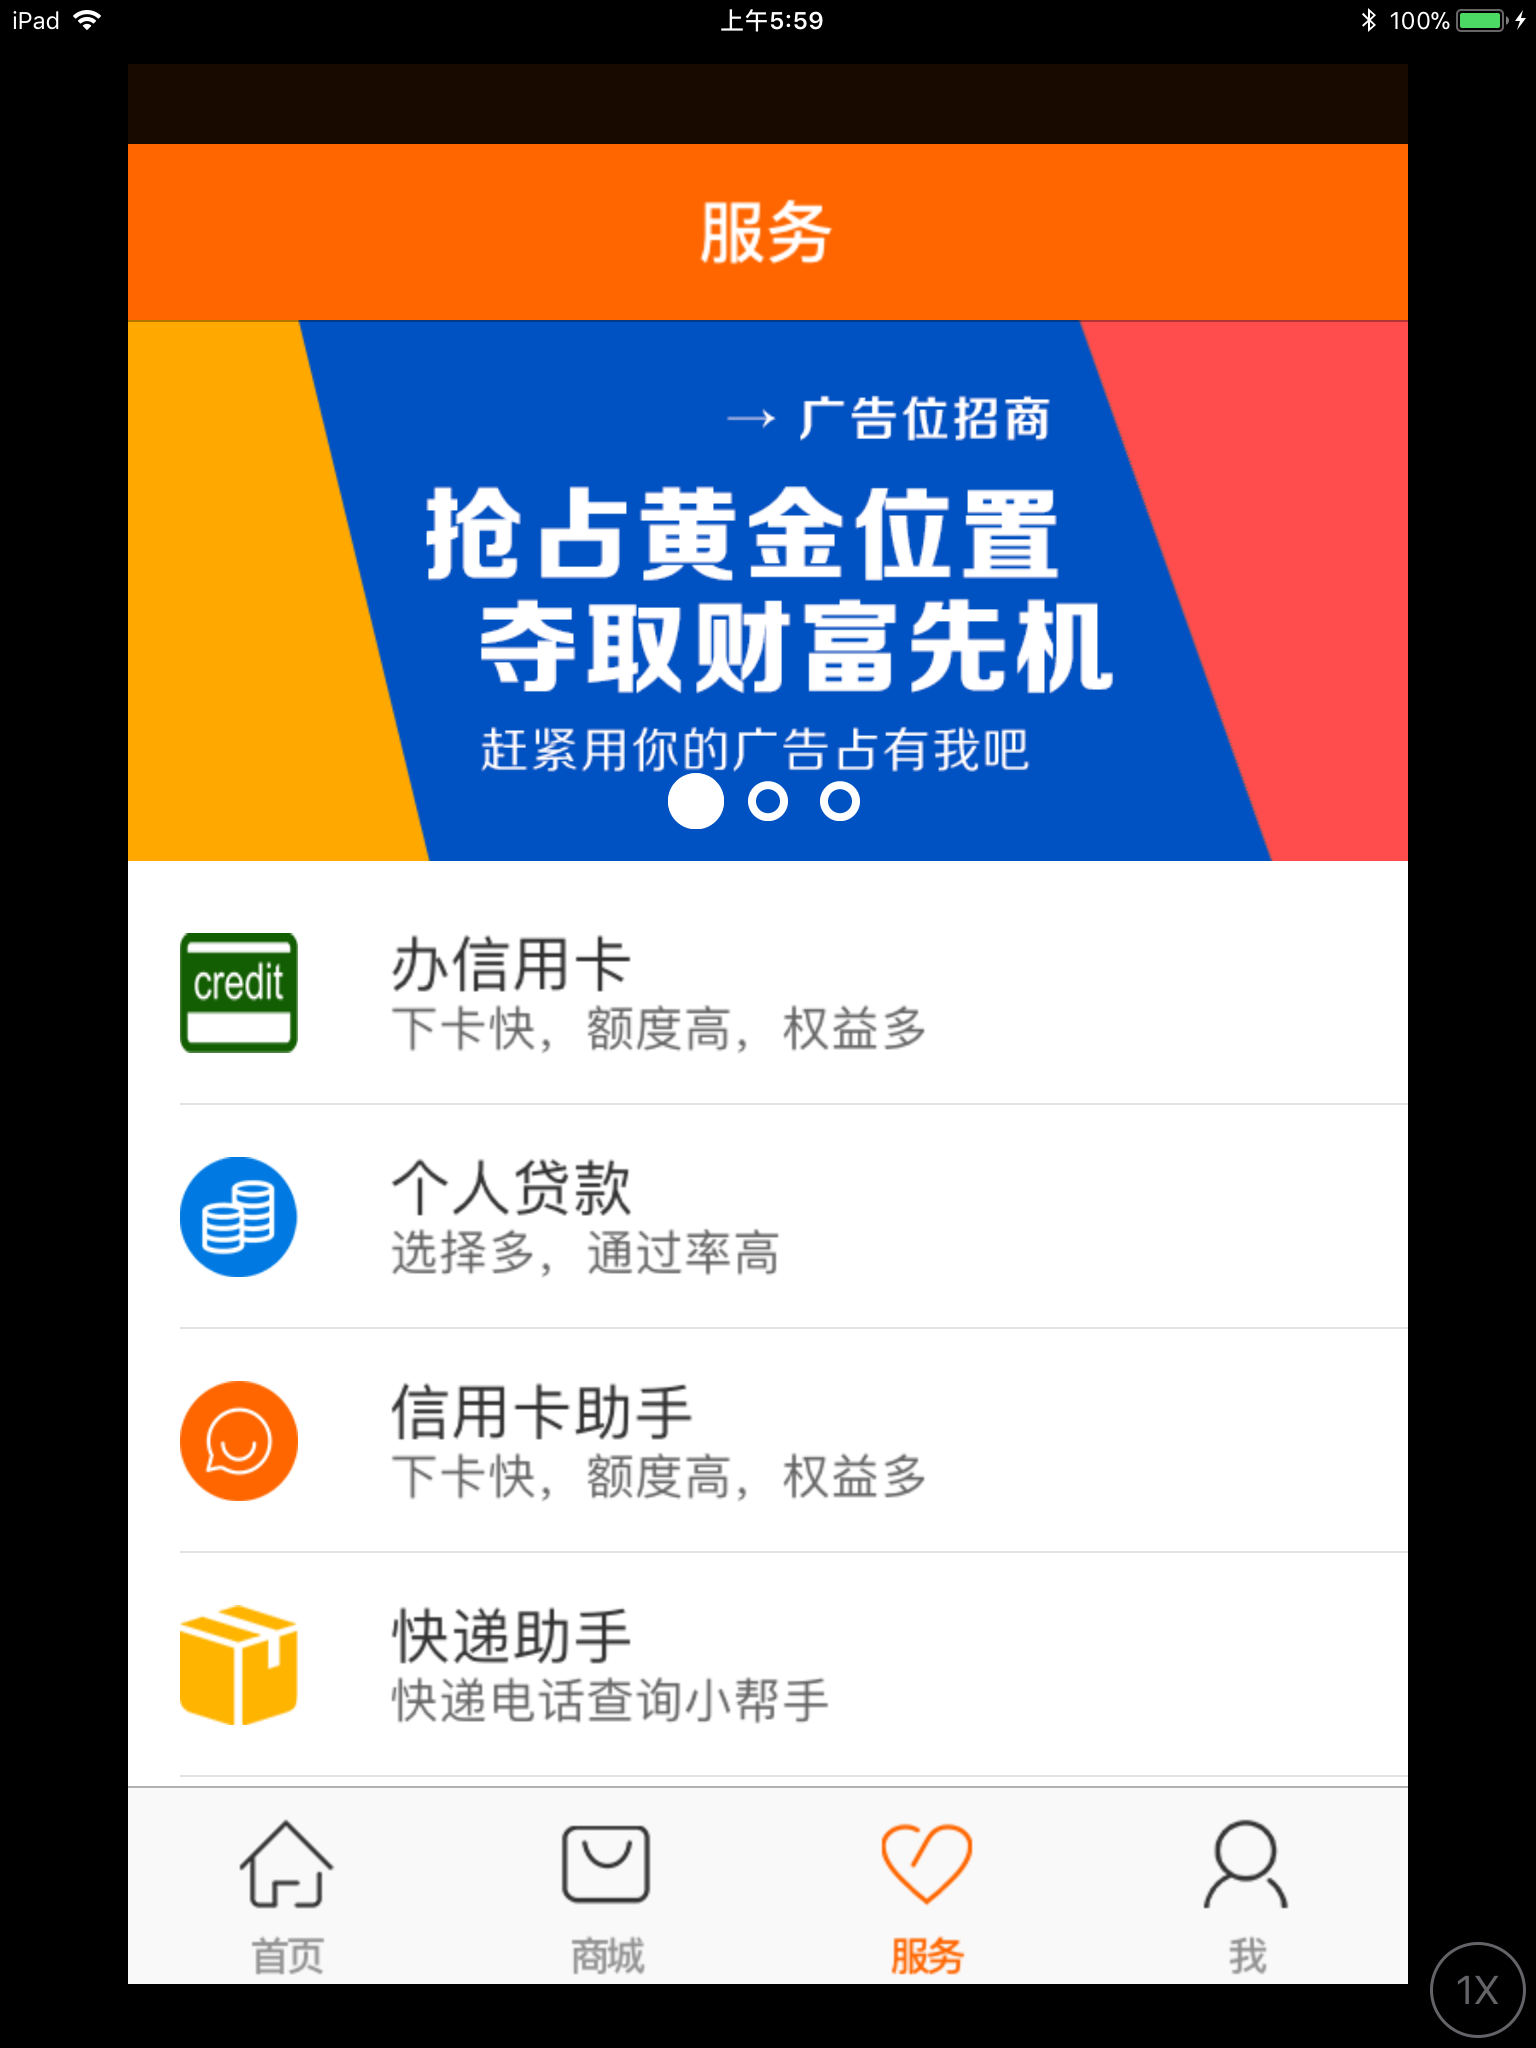 iPad 上午5:59 100%
服务
→ 广告位招商
抢占黄金位置
夺取财富先机
赶紧用你的广告占有我吧
credit
办信用卡
下卡快，额度高，权益多
个人贷款
选择多，通过率高
信用卡助手
下卡快，额度高，权益多
快递助手
快递电话查询小帮手
首页 商城 服务 我
1X